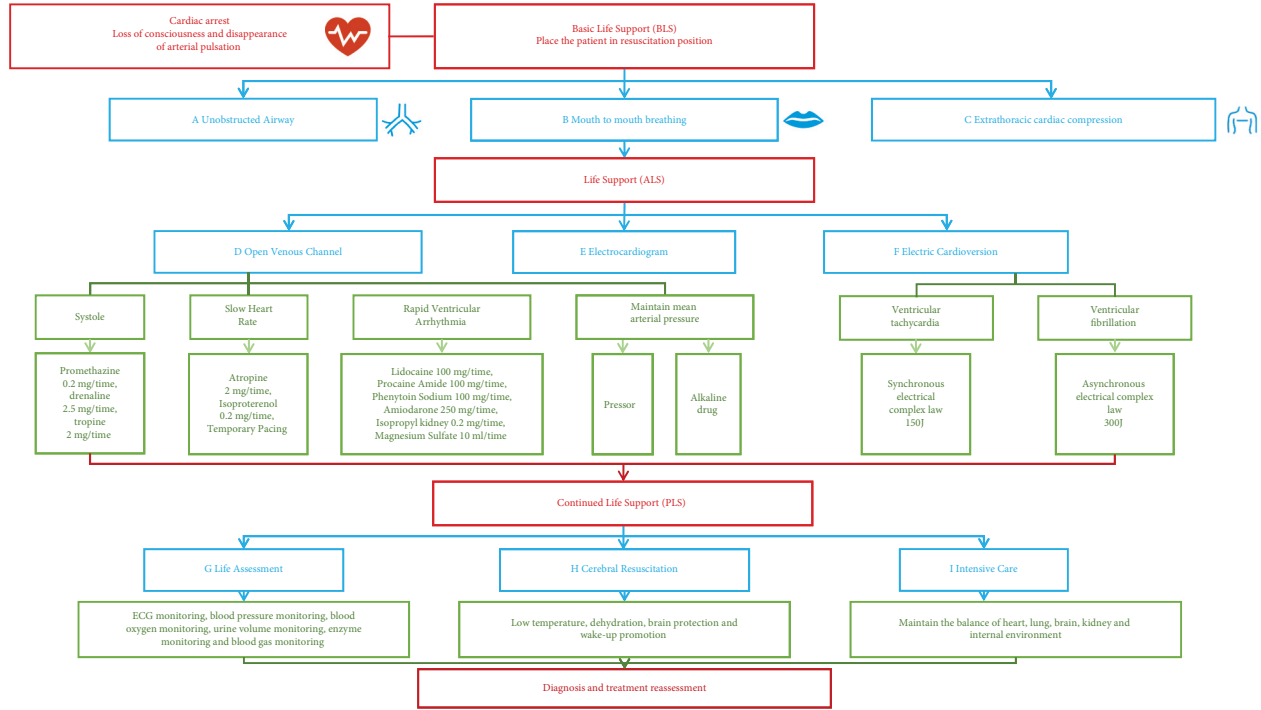 Cardiac arrest
Loss of consciousness and disappearance
of arterial pulsation
Basic Life Support (BLS)
Place the patient in resuscitation position
A Unobstructed Airway
B Mouth to mouth breathing
C Extrathoracic cardiac compression
Life Support (ALS)
D Open Venous Channel
E Electrocardiogram
F Electric Cardioversion
Systole
Slow Heart
Rate
Rapid Ventricular
Arrhythmia
Maintain mean
arterial pressure
Ventricular
tachycardia
Ventricular
fibrillation
Promethazine
0.2 mg/time,
drenaline
2.5 mg/time,
tropine
2 mg/time
Atropine
2 mg/time,
Isoproterenol
0.2 mg/time,
Temporary Pacing
Lidocaine 100 mg/time,
Procaine Amide 100 mg/time,
Phenytoin Sodium 100 mg/time,
Amiodarone 250 mg/time,
Isopropyl kidney 0.2 mg/time,
Magnesium Sulfate 10 ml/time
Pressor
Alkaline
drug
Synchronous
electrical
complex law
150J
Asynchronous
electrical complex
law
300J
Continued Life Support (PLS)
G Life Assessment
H Cerebral Resuscitation
I Intensive Care
ECG monitoring, blood pressure monitoring, blood
oxygen monitoring, urine volume monitoring, enzyme
monitoring and blood gas monitoring
Low temperature, dehydration, brain protection and
wake-up promotion
Maintain the balance of heart, lung, brain, kidney and
internal environment
Diagnosis and treatment reassessment